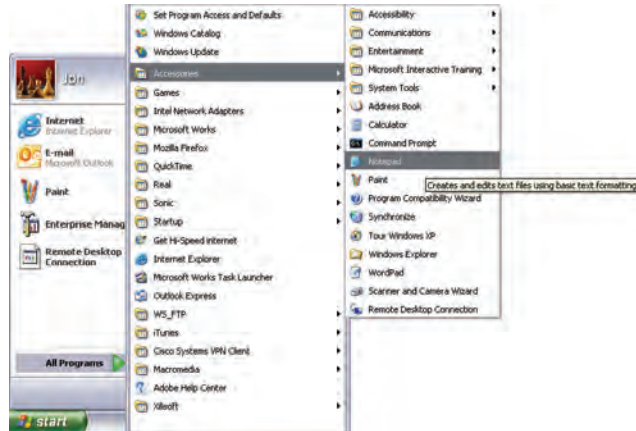 Jon
Internet
Internet Explorer
E-mail
Microsoft Outlook
Paint
Enterprise Manag
Remote Desktop
Connection
All Programs
start
Set Program Access and Defaults
Windows Catalog
Windows Update
Accessories
Games
Intel Network Adapters
Microsoft Works
Mozilla Firefox
QuickTime
Real
Sonic
Startup
Get Hi-Speed Internet
Internet Explorer
Microsoft Works Task Launcher
Outlook Express
WS_FTP
iTunes
Cisco Systems VPN Client
Macromedia
Adobe Help Center
Xilisoft
Accessibility
Communications
Entertainment
Microsoft Interactive Training
System Tools
Address Book
Calculator
Command Prompt
Notepad
Paint
Creates and edits text files using basic text formatting
Program Compatibility Wizard
Synchronize
Tour Windows XP
Windows Explorer
WordPad
Scanner and Camera Wizard
Remote Desktop Connection